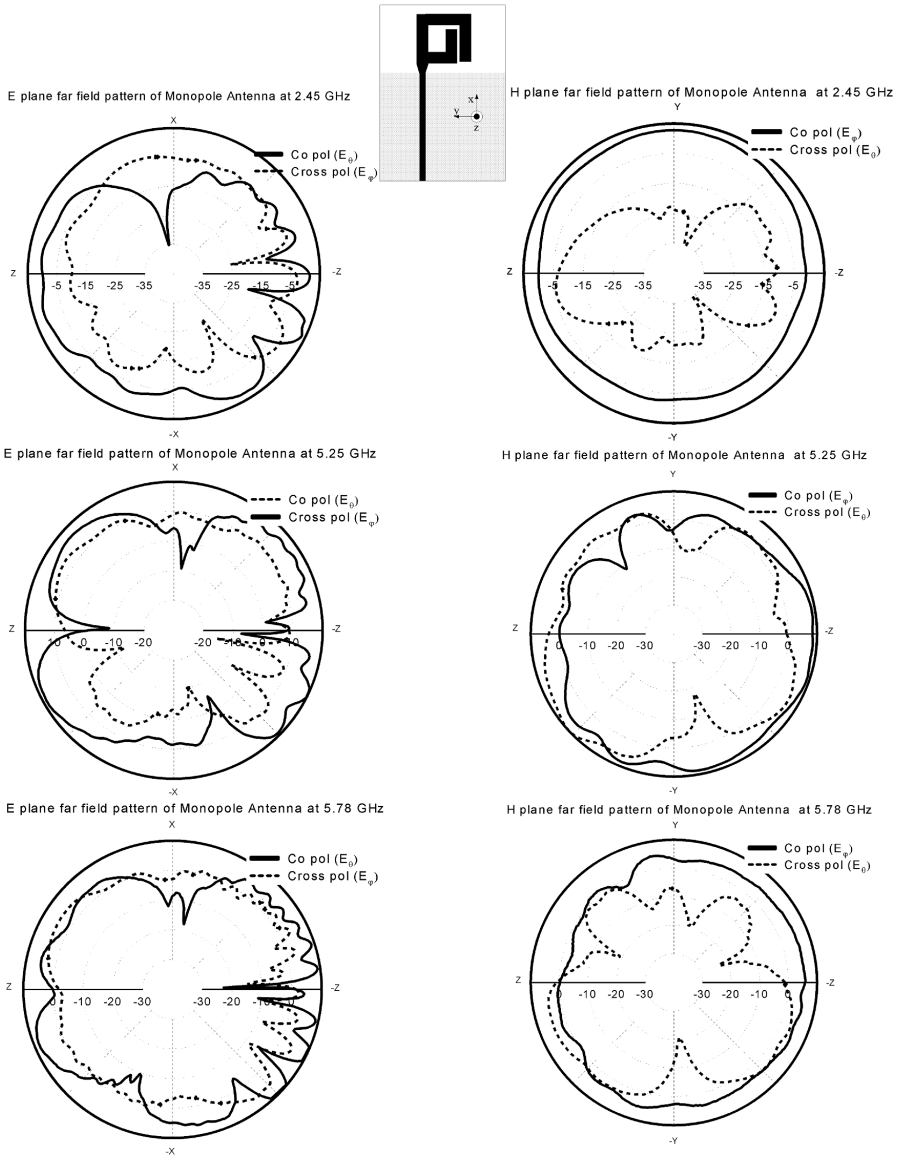 X
y
z
E plane far field pattern of Monopole Antenna at 2.45 GHz
X
Co pol (Eθ)
Cross pol (Eφ)
Z
-Z
-5 -15 -25 -35 -35 -25 -15 -5
-X
H plane far field pattern of Monopole Antenna at 2.45 GHz
Y
Co pol (Eφ)
Cross pol (Eθ)
Z
-Z
-5 -15 -25 -35 -35 -25 -15 -5
-Y
E plane far field pattern of Monopole Antenna at 5.25 GHz
X
Co pol (Eθ)
Cross pol (Eφ)
Z
-Z
10 0 -10 -20 -20 -10 0 10
-X
H plane far field pattern of Monopole Antenna at 5.25 GHz
Y
Co pol (Eφ)
Cross pol (Eθ)
Z
-Z
0 -10 -20 -30 -30 -20 -10 0
-Y
E plane far field pattern of Monopole Antenna at 5.78 GHz
X
Co pol (Eθ)
Cross pol (Eφ)
Z
-Z
0 -10 -20 -30 -30 -20 -10
-X
H plane far field pattern of Monopole Antenna at 5.78 GHz
Y
Co pol (Eφ)
Cross pol (Eθ)
Z
-Z
0 -10 -20 -30 -30 -20 -10 0
-Y